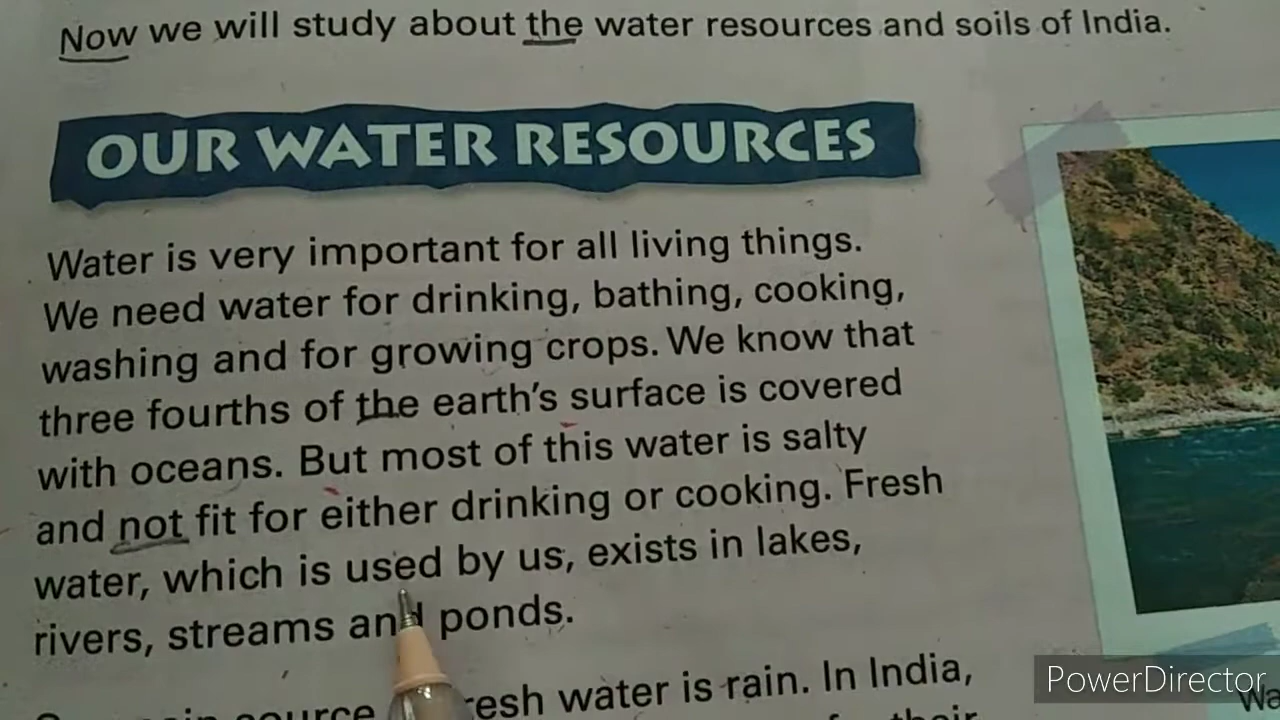 Now we will study about the water resources and soils of India.
OUR WATER RESOURCES
Water is very important for all living things.
We need water for drinking, bathing, cooking,
washing and for growing crops. We know that
three fourths of the earth's surface is covered
with oceans. But most of this water is salty
and not fit for either drinking or cooking. Fresh
water, which is used by us, exists in lakes,
rivers, streams and ponds.
source water is rain. In India,
PowerDirector